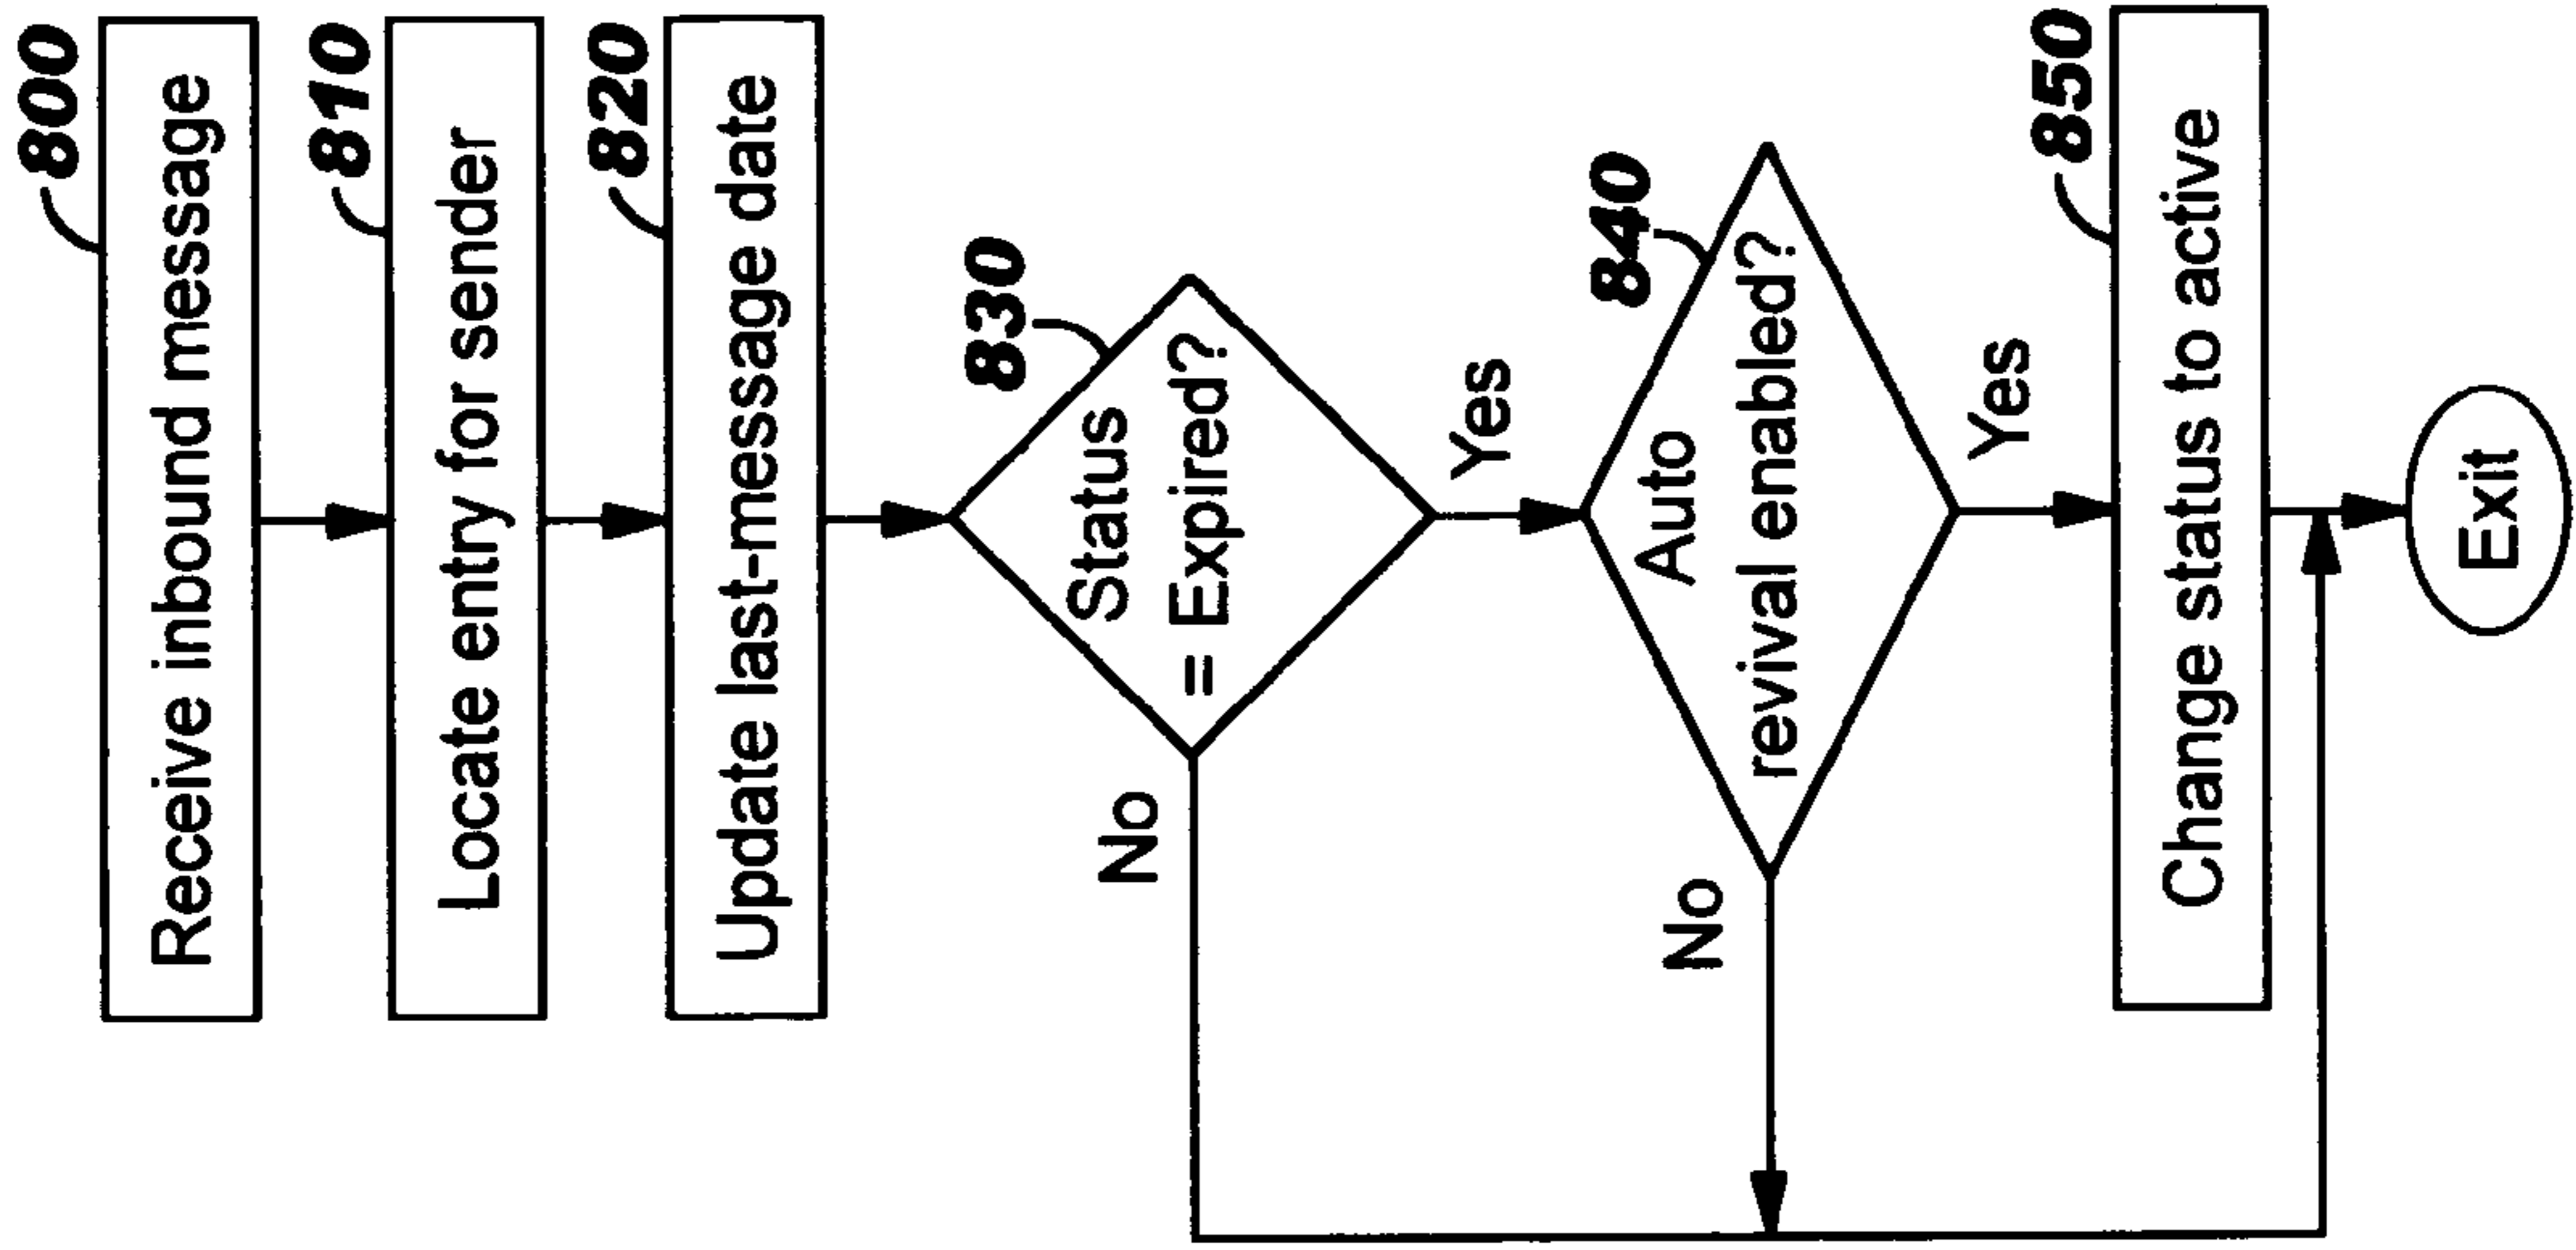 800
Receive inbound message
810
Locate entry for sender
820
Update last-message date
830
Status
= Expired?
No
Yes
840
Auto
revival enabled?
No
Yes
850
Change status to active
Exit